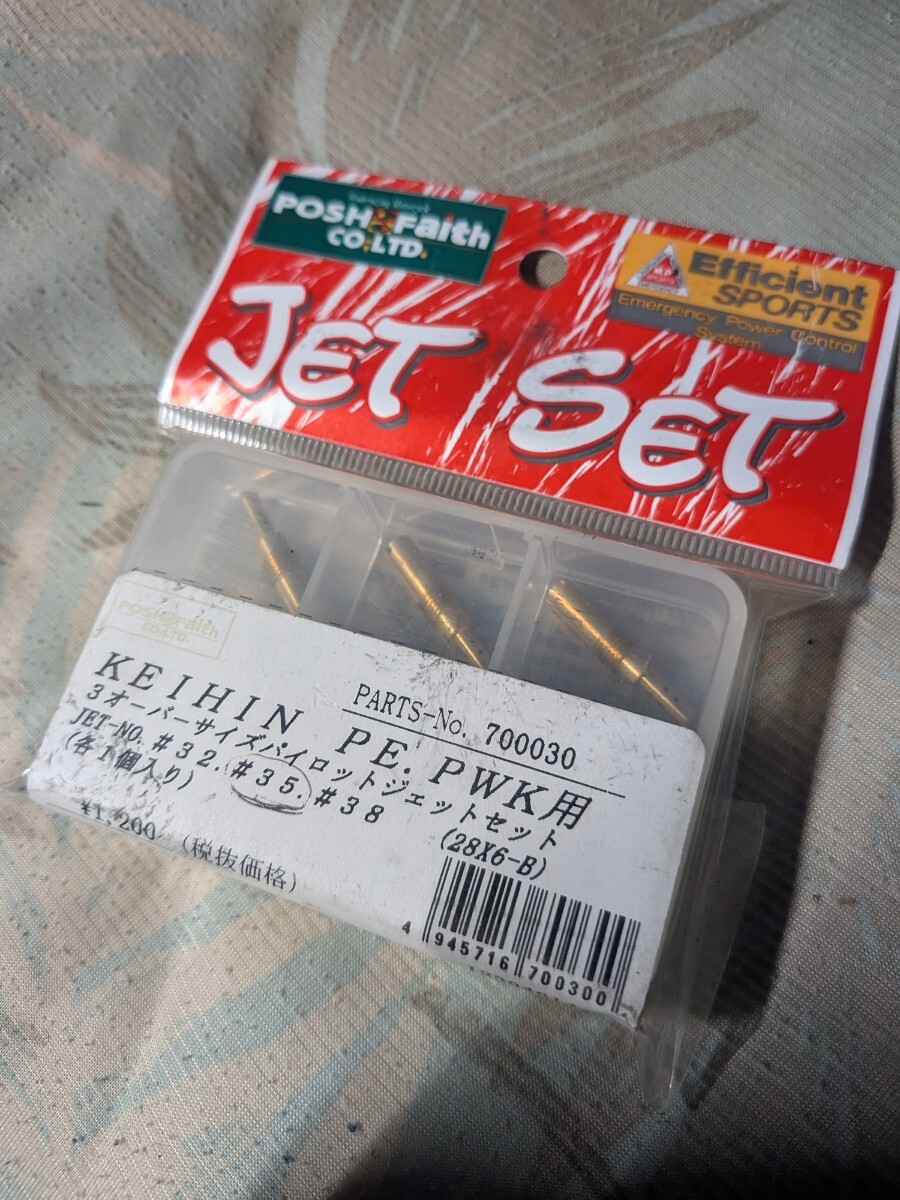 POSH Faith
CO.LTD.
Efficient
SPORTS
Emergency Power Control
System
JET SET
POSH Faith
CO.LTD.
PARTS-No. 700030
KEIHIN PE. PWK用
3オーバーサイズパイロットジェットセット
JET-NO. #32. #35. #38
(各1個入り)
(28X6-B)
¥1,200 (税抜価格)
4 945716 700300